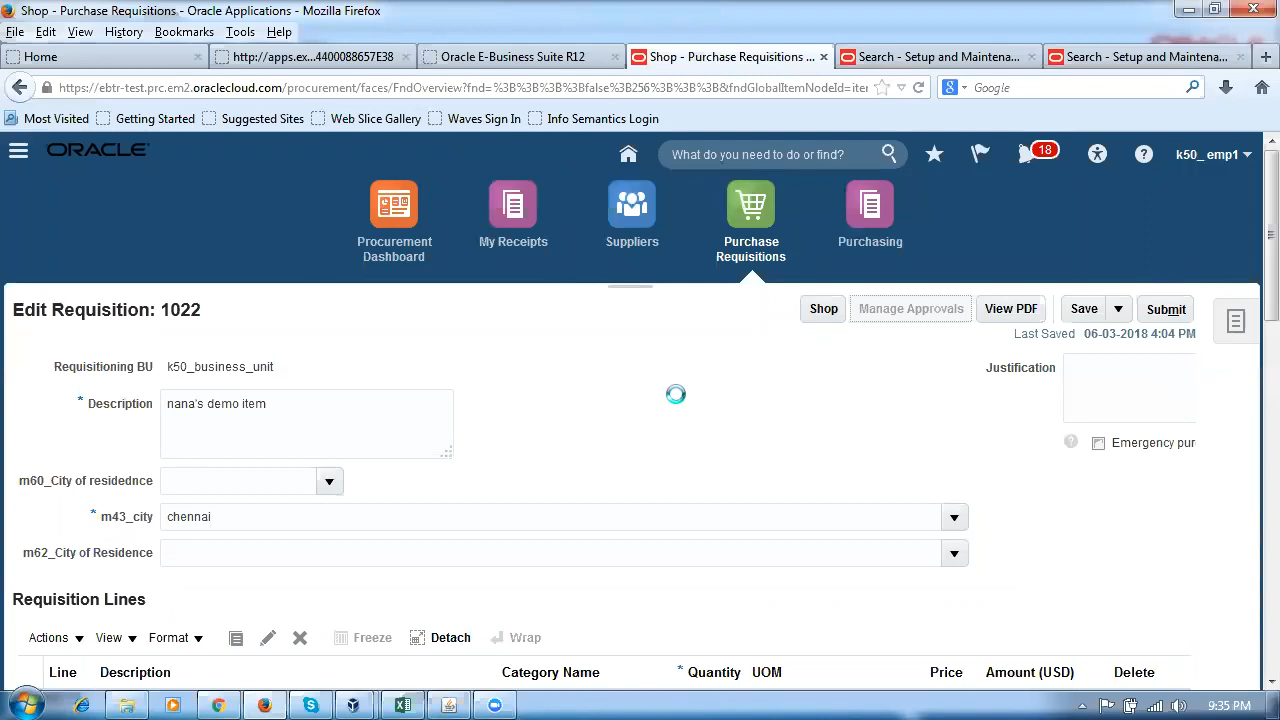 Shop - Purchase Requisitions - Oracle Applications - Mozilla Firefox
File Edit View History Bookmarks Tools Help
Home http://apps.ex...4400088657E38 Oracle E-Business Suite R12 Shop - Purchase Requisitions ... Search - Setup and Maintena... Search - Setup and Maintena...
https://ebtr-test.prc.em2.oraclecloud.com/procurement/faces/FndOverview?fnd=%3B%3B%3B%3Bfalse%3B256%3B%3B%3B&fndGlobalItemNodeId=iter Google
Most Visited Getting Started Suggested Sites Web Slice Gallery Waves Sign In Info Semantics Login
ORACLE What do you need to do or find? 18 k50_emp1
Procurement Dashboard
My Receipts
Suppliers
Purchase Requisitions
Purchasing
Edit Requisition: 1022 Shop Manage Approvals View PDF Save Submit
Last Saved 06-03-2018 4:04 PM
Requisitioning BU k50_business_unit Justification
* Description nana's demo item
Emergency pur
m60_City of residednce
* m43_city chennai
m62_City of Residence
Requisition Lines
Actions View Format Freeze Detach Wrap
Line Description Category Name * Quantity UOM Price Amount (USD) Delete
9:35 PM